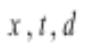 x, t, d